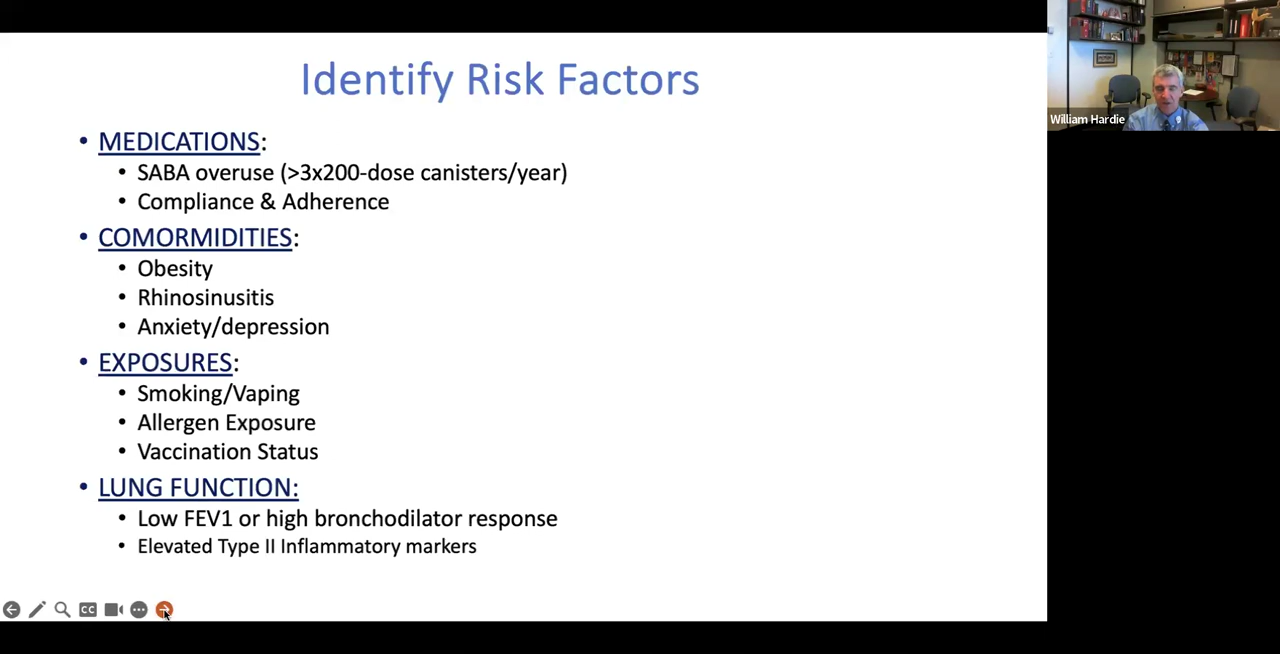 Identify Risk Factors
• MEDICATIONS:
• SABA overuse (>3x200-dose canisters/year)
• Compliance & Adherence
• COMORMIDITIES:
• Obesity
• Rhinosinusitis
• Anxiety/depression
• EXPOSURES:
• Smoking/Vaping
• Allergen Exposure
• Vaccination Status
• LUNG FUNCTION:
• Low FEV1 or high bronchodilator response
• Elevated Type II Inflammatory markers
CC
William Hardie